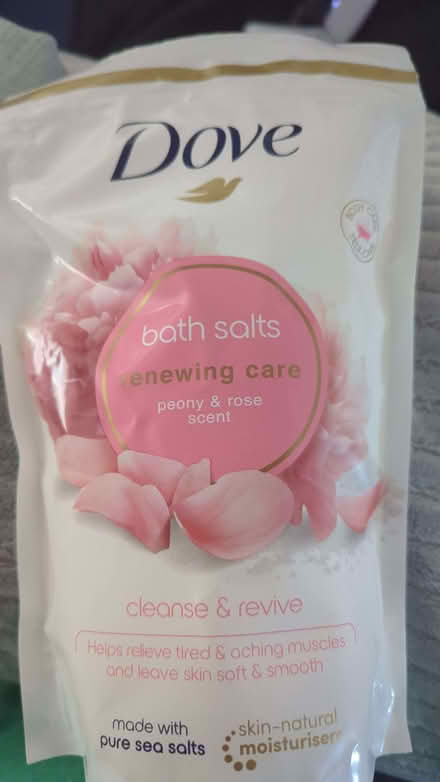 Dove
bath salts
renewing care
peony & rose
scent
cleanse & revive
Helps relieve tired & aching muscles
and leave skin soft & smooth
made with
pure sea salts
skin-natural
moisturisers